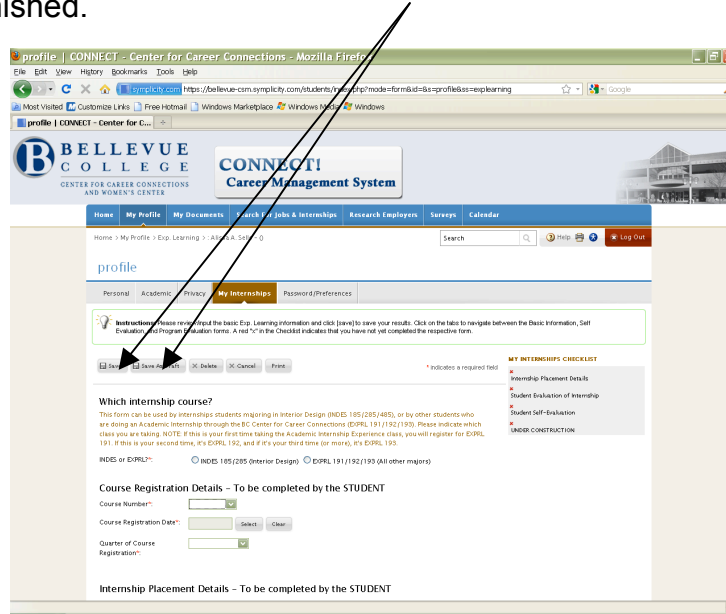 nished.
profile | CONNECT - Center for Career Connections - Mozilla Firefox
File Edit View History Bookmarks Tools Help
symplicity.com https://bellevue-csm.symplicity.com/students/index.php?mode=form&id=&s=profile&ss=explearning
Google
Most Visited Customize Links Free Hotmail Windows Marketplace Windows Media Windows
profile | CONNECT - Center for C...
B BELLEVUE
COLLEGE
CENTER FOR CAREER CONNECTIONS
AND WOMEN'S CENTER
CONNECT!
Career Management System
Home My Profile My Documents Search For Jobs & Internships Research Employers Surveys Calendar
Home > My Profile > Exp. Learning > : Alissa A. Sells - ()
Search
Help
Log Out
profile
Personal Academic Privacy My Internships Password/Preferences
Instructions: Please review/input the basic Exp. Learning information and click [save] to save your results. Click on the tabs to navigate between the Basic Information, Self
Evaluation, and Program Evaluation forms. A red "x" in the Checklist indicates that you have not yet completed the respective form.
Save Save As Draft Delete Cancel Print
* indicates a required field
MY INTERNSHIPS CHECKLIST
Internship Placement Details
Student Evaluation of Internship
Student Self-Evaluation
UNDER CONSTRUCTION
Which internship course?
This form can be used by internships students majoring in Interior Design (INDES 185/285/485), or by other students who
are doing an Academic Internship through the BC Center for Career Connections (EXPRL 191/192/193). Please indicate which
class you are taking. NOTE: If this is your first time taking the Academic Internship Experience class, you will register for EXPRL
191. If this is your second time, it's EXPRL 192, and if it's your third time (or more), it's EXPRL 193.
INDES or EXPRL?*:
INDES 185/285 (Interior Design) EXPRL 191/192/193 (All other majors)
Course Registration Details - To be completed by the STUDENT
Course Number*:
Course Registration Date*:
Select Clear
Quarter of Course
Registration*:
Internship Placement Details - To be completed by the STUDENT